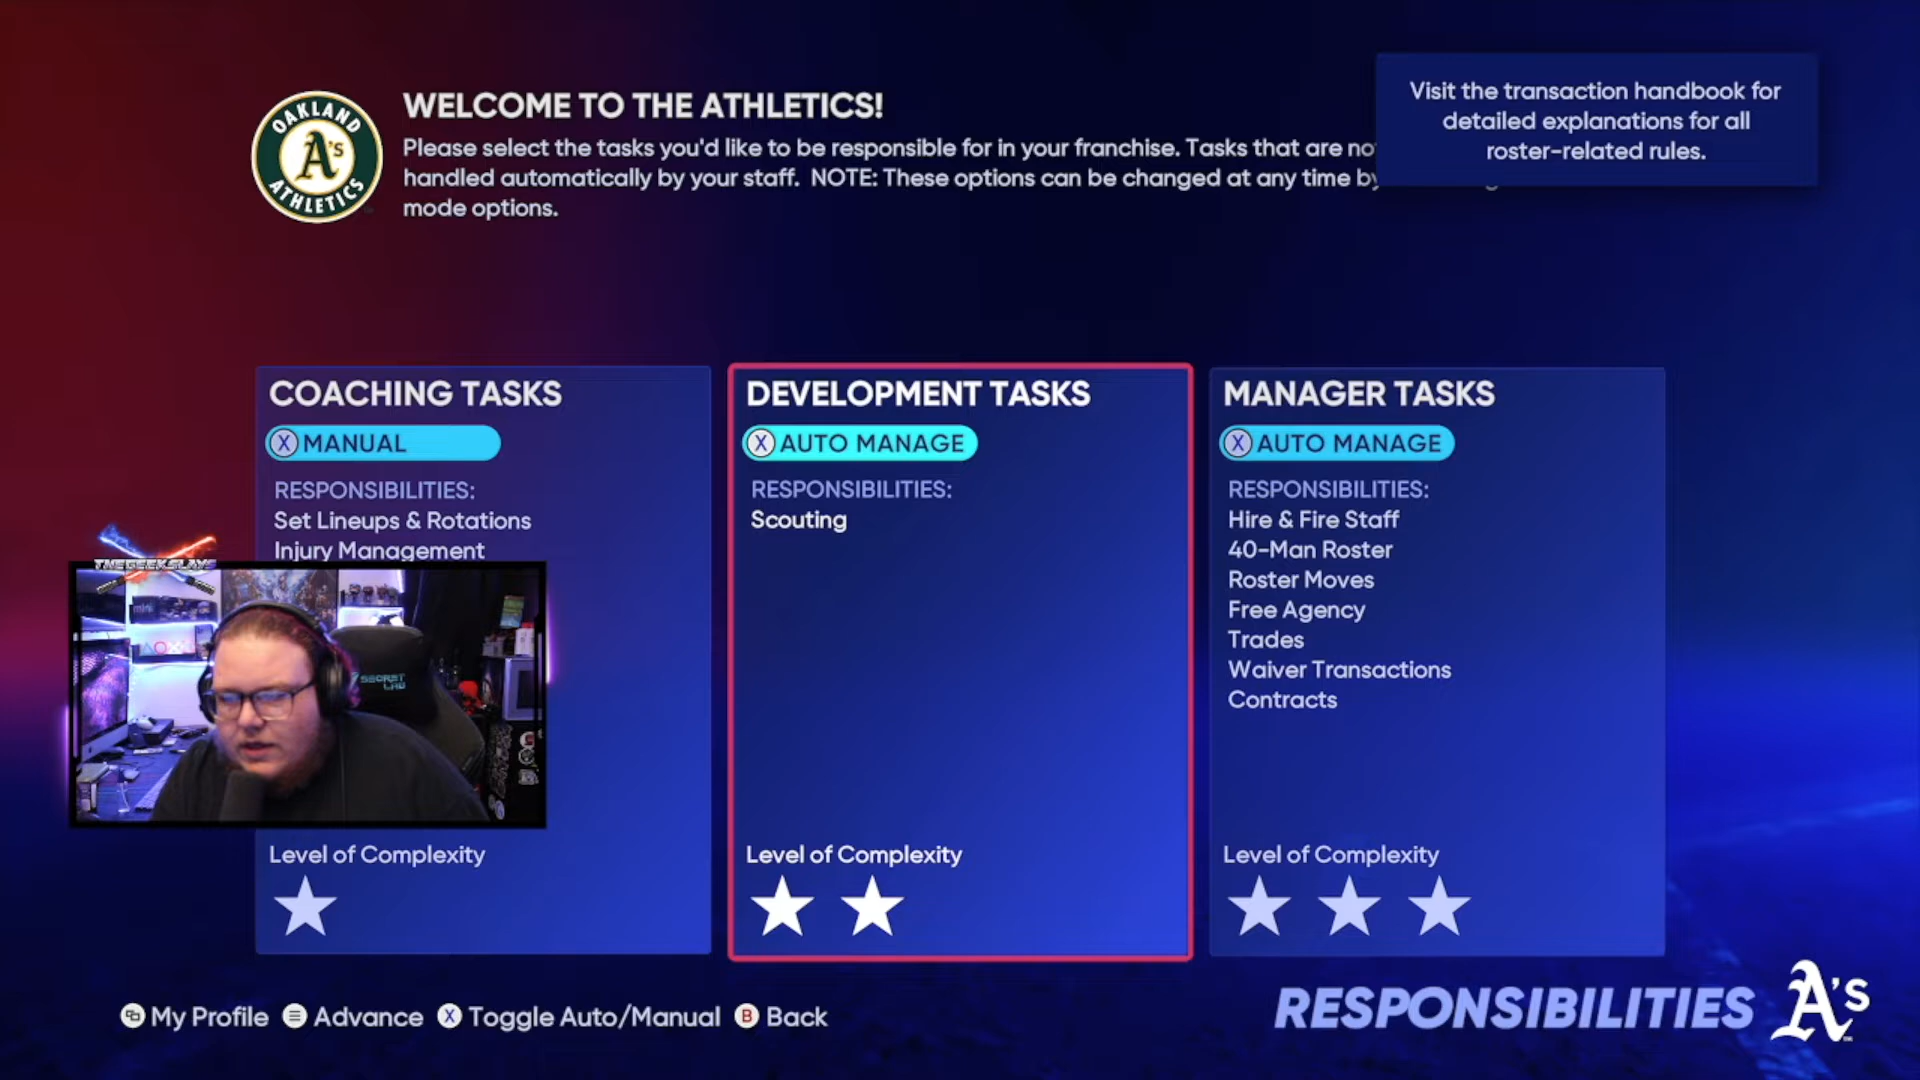 OAKLAND
A's
ATHLETICS
WELCOME TO THE ATHLETICS!
Please select the tasks you'd like to be responsible for in your franchise. Tasks that are no
handled automatically by your staff. NOTE: These options can be changed at any time by
mode options.
Visit the transaction handbook for
detailed explanations for all
roster-related rules.
COACHING TASKS
X MANUAL
RESPONSIBILITIES:
Set Lineups & Rotations
Injury Management
Level of Complexity
DEVELOPMENT TASKS
X AUTO MANAGE
RESPONSIBILITIES:
Scouting
Level of Complexity
MANAGER TASKS
X AUTO MANAGE
RESPONSIBILITIES:
Hire & Fire Staff
40-Man Roster
Roster Moves
Free Agency
Trades
Waiver Transactions
Contracts
Level of Complexity
THEGEEKSLAYS
mini
SECRET
LAB
My Profile Advance X Toggle Auto/Manual B Back
RESPONSIBILITIES A's